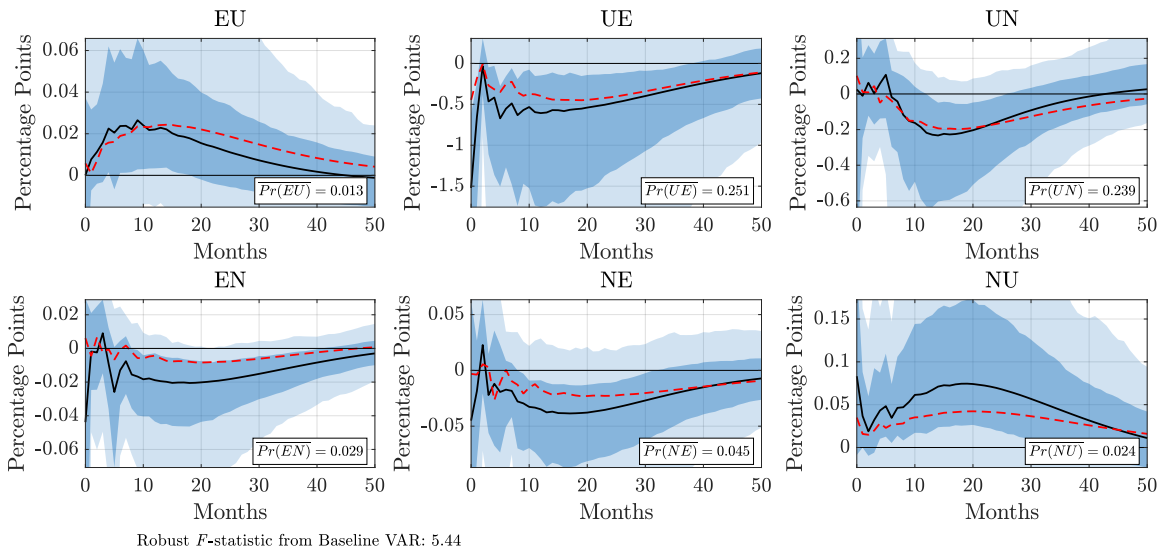 EU
UE
UN
Percentage Points
0.06
0.04
0.02
0
Pr(EU) = 0.013
0 10 20 30 40 50
Months
Percentage Points
0
-0.5
-1
-1.5
Pr(UE) = 0.251
0 10 20 30 40 50
Months
Percentage Points
0.2
0
-0.2
-0.4
-0.6
Pr(UN) = 0.239
0 10 20 30 40 50
Months
EN
NE
NU
Percentage Points
0.02
0
-0.02
-0.04
-0.06
Pr(EN) = 0.029
0 10 20 30 40 50
Months
Percentage Points
0.05
0
-0.05
Pr(NE) = 0.045
0 10 20 30 40 50
Months
Percentage Points
0.15
0.1
0.05
0
Pr(NU) = 0.024
0 10 20 30 40 50
Months
Robust F-statistic from Baseline VAR: 5.44